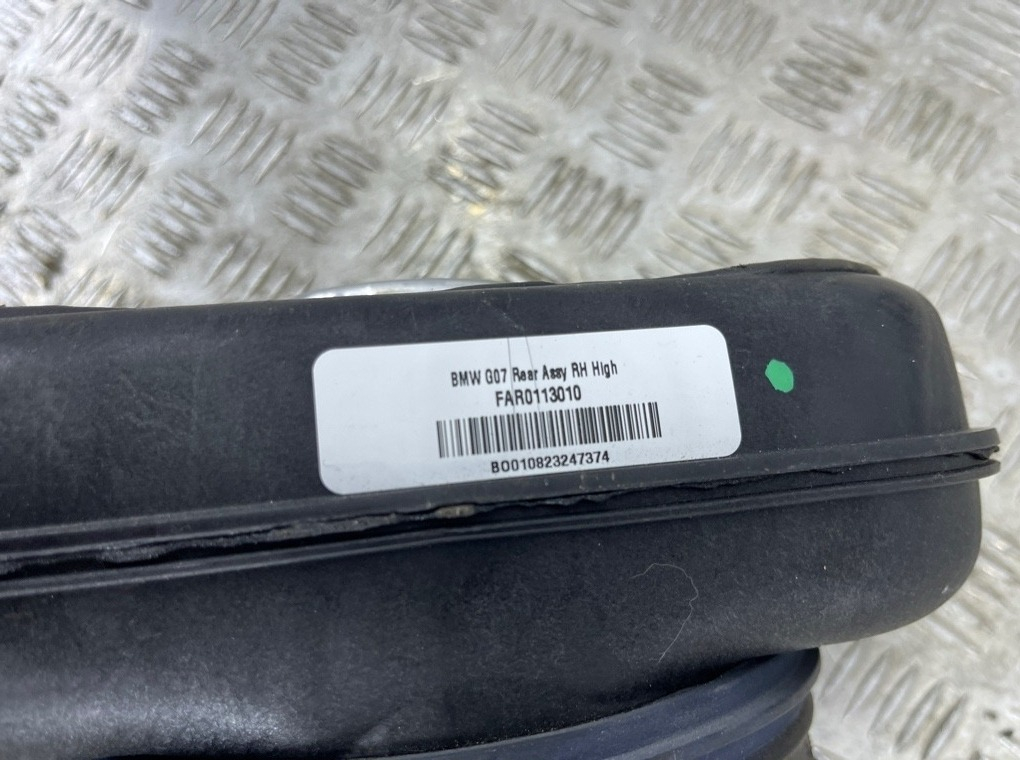 BMW G07 Rear Assy RH High
FAR0113010
BO010823247374